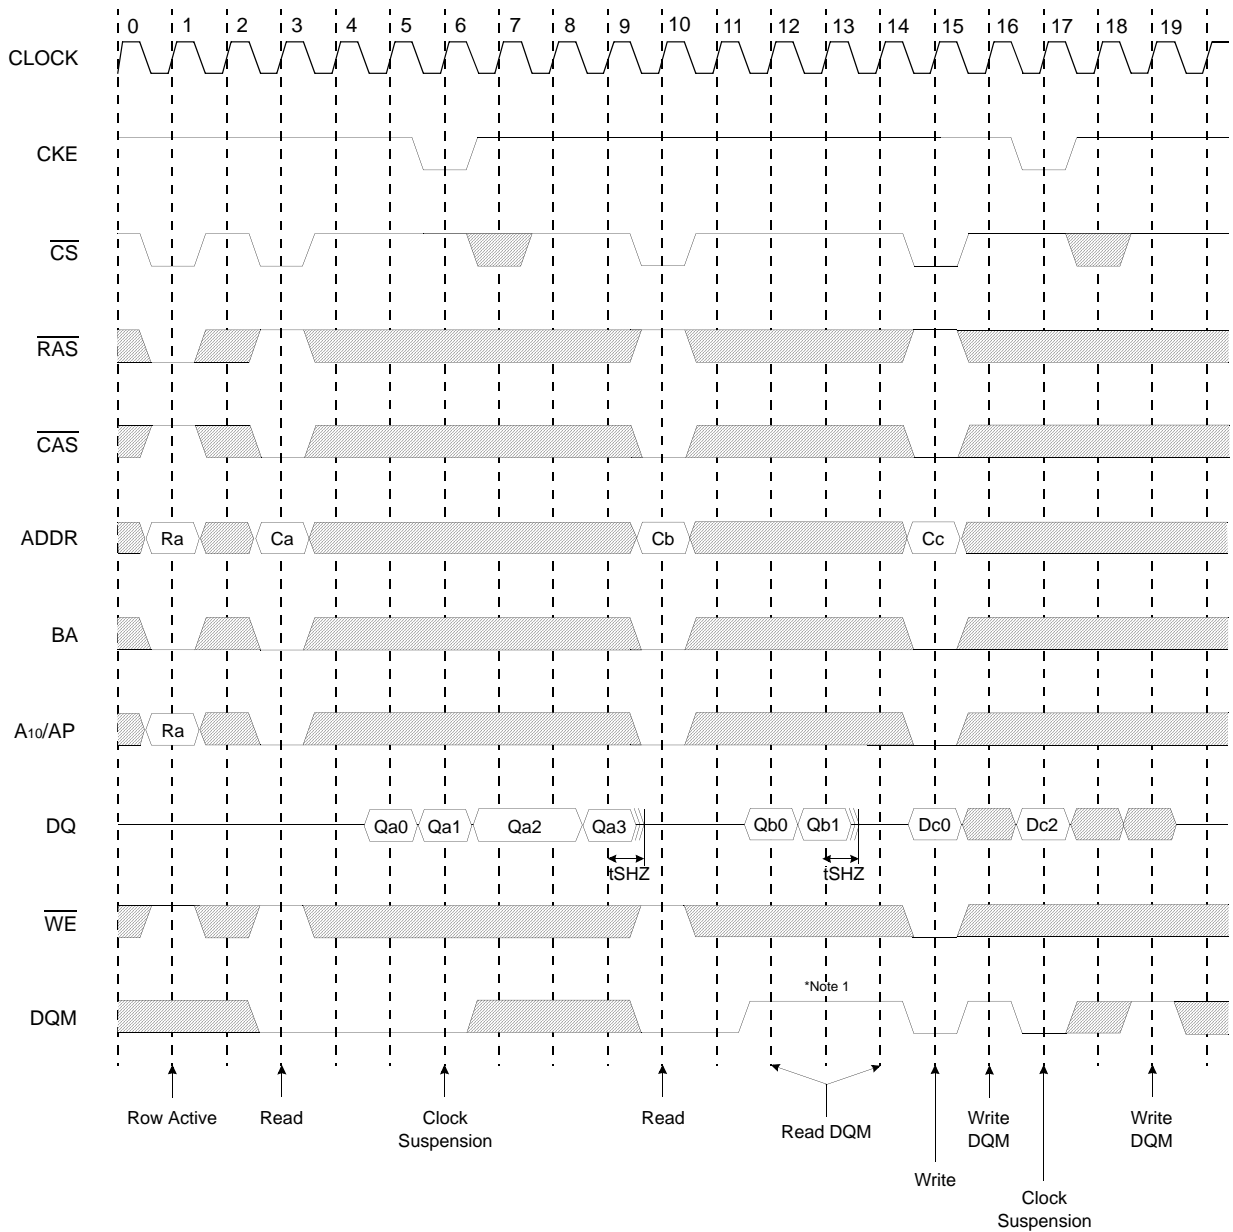 0 1 2 3 4 5 6 7 8 9 10 11 12 13 14 15 16 17 18 19
CLOCK
CKE
CS
RAS
CAS
ADDR Ra Ca Cb Cc
BA
A10/AP Ra
DQ Qa0 Qa1 Qa2 Qa3 Qb0 Qb1 Dc0 Dc2
tSHZ tSHZ
WE
*Note 1
DQM
Row Active Read Clock Suspension Read Read DQM Write DQM Write DQM
Write
Clock
Suspension